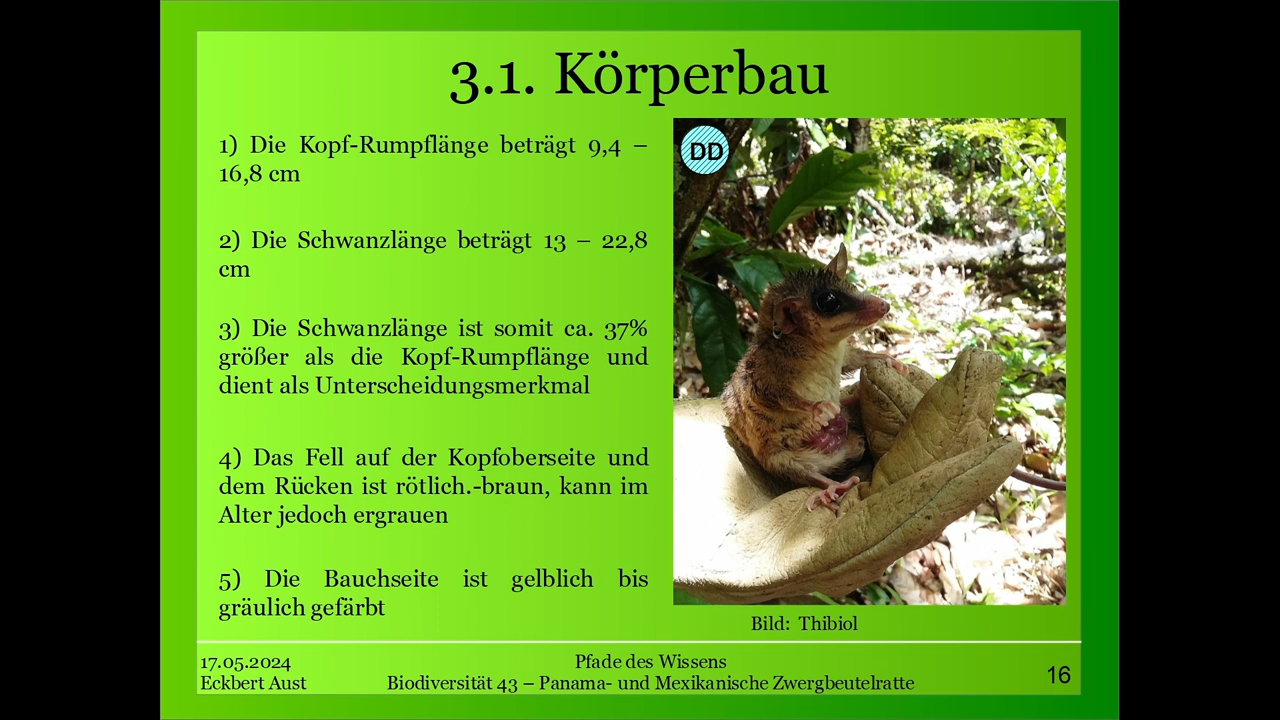 3.1. Körperbau
1) Die Kopf-Rumpflänge beträgt 9,4 –
16,8 cm
2) Die Schwanzlänge beträgt 13 – 22,8
cm
3) Die Schwanzlänge ist somit ca. 37%
größer als die Kopf-Rumpflänge und
dient als Unterscheidungsmerkmal
4) Das Fell auf der Kopfoberseite und
dem Rücken ist rötlich.-braun, kann im
Alter jedoch ergrauen
5) Die Bauchseite ist gelblich bis
gräulich gefärbt
DD
Bild: Thibiol
17.05.2024
Eckbert Aust
Pfade des Wissens
Biodiversität 43 – Panama- und Mexikanische Zwergbeutelratte
16